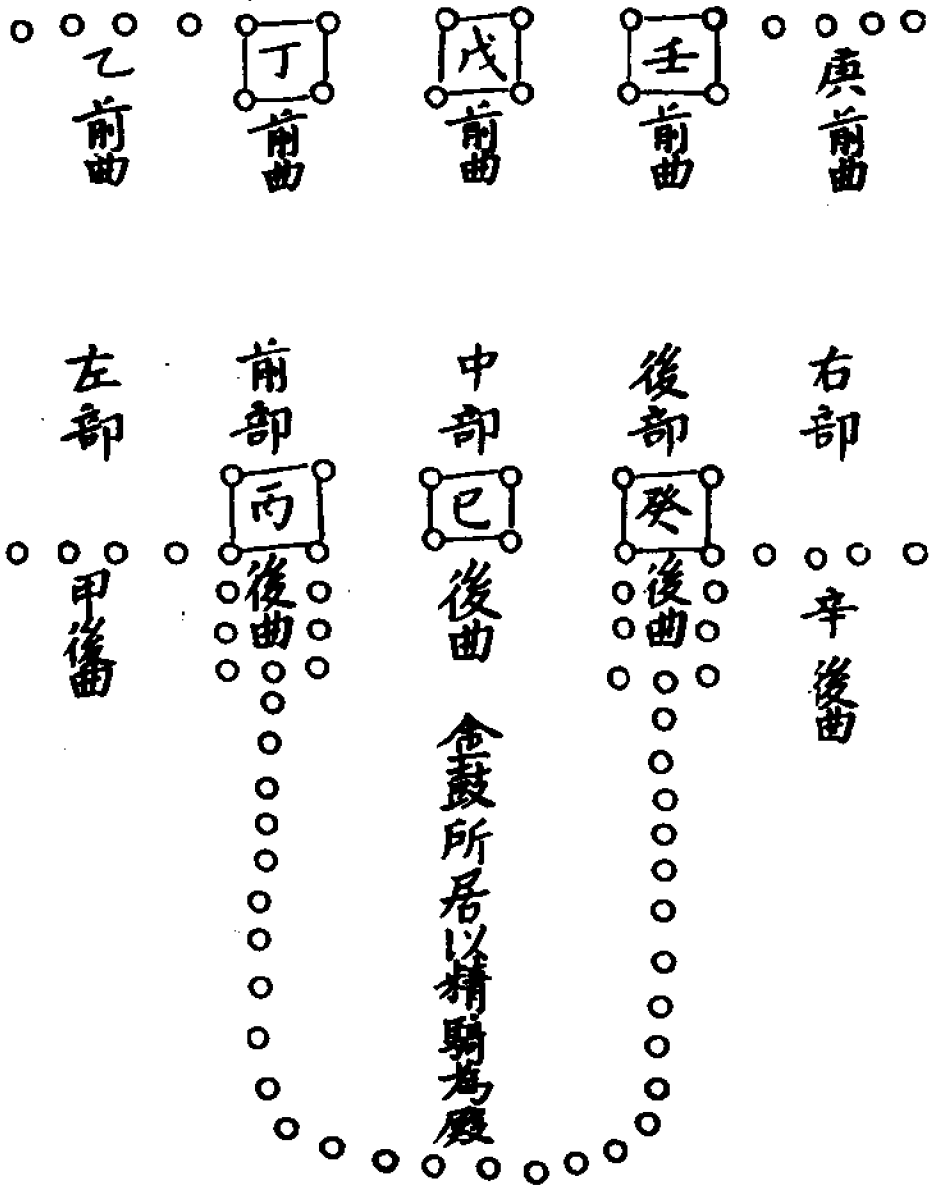 庚前曲
壬前曲
戊前曲
丁前曲
乙前曲
右部
後部
中部
前部
左部
辛後曲
癸後曲
巳後曲
丙後曲
甲後曲
金鼓所居以精騎為殿